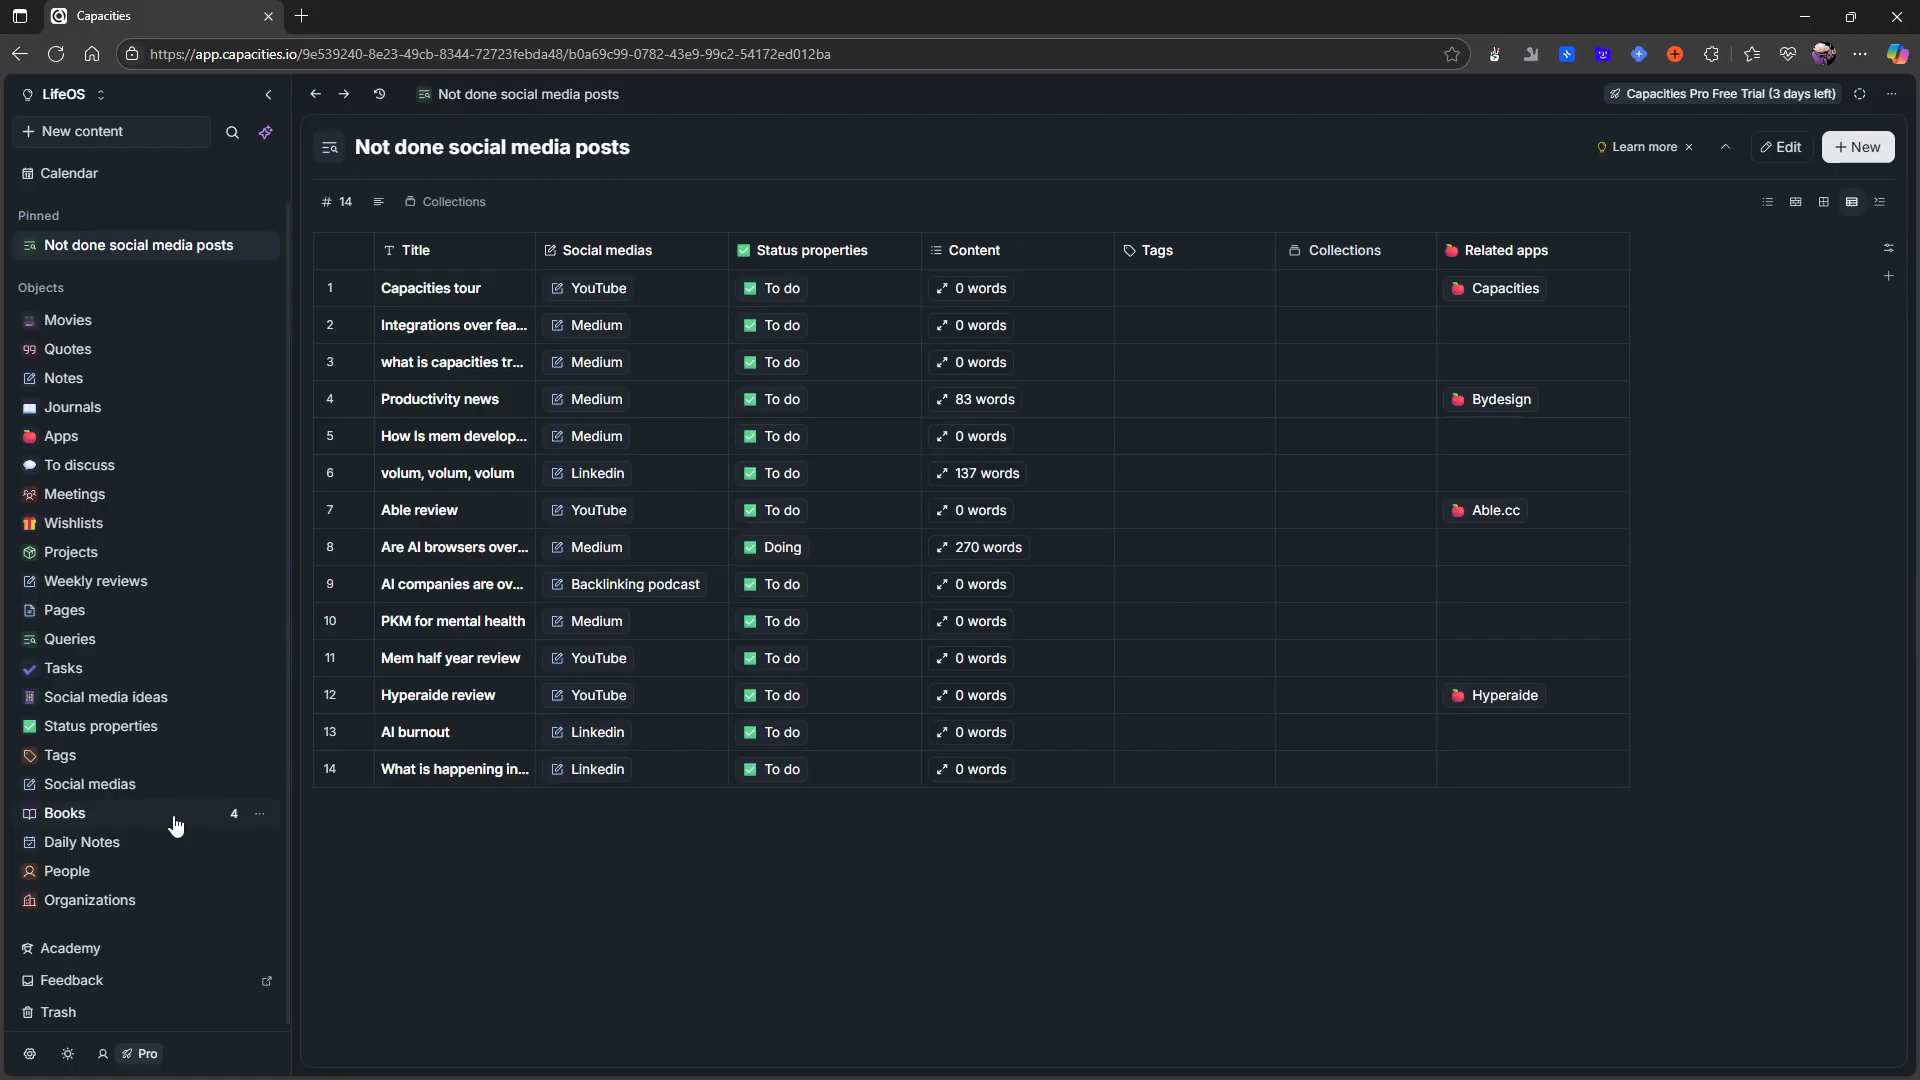 Capacities
https://app.capacities.io/9e539240-8e23-49cb-8344-72723febda48/b0a69c99-0782-43e9-99c2-54172ed012ba
LifeOS
New content
Calendar
Pinned
Not done social media posts
Objects
Movies
Quotes
Notes
Journals
Apps
To discuss
Meetings
Wishlists
Projects
Weekly reviews
Pages
Queries
Tasks
Social media ideas
Status properties
Tags
Social medias
Books 4
Daily Notes
People
Organizations
Academy
Feedback
Trash
Pro
Not done social media posts
Capacities Pro Free Trial (3 days left)
Not done social media posts
Learn more
Edit
New
# 14 Collections
Title Social medias Status properties Content Tags Collections Related apps
1 Capacities tour YouTube To do 0 words Capacities
2 Integrations over fea... Medium To do 0 words
3 what is capacities tr... Medium To do 0 words
4 Productivity news Medium To do 83 words Bydesign
5 How Is mem develop... Medium To do 0 words
6 volum, volum, volum Linkedin To do 137 words
7 Able review YouTube To do 0 words Able.cc
8 Are AI browsers over... Medium Doing 270 words
9 AI companies are ov... Backlinking podcast To do 0 words
10 PKM for mental health Medium To do 0 words
11 Mem half year review YouTube To do 0 words
12 Hyperaide review YouTube To do 0 words Hyperaide
13 AI burnout Linkedin To do 0 words
14 What is happening in... Linkedin To do 0 words